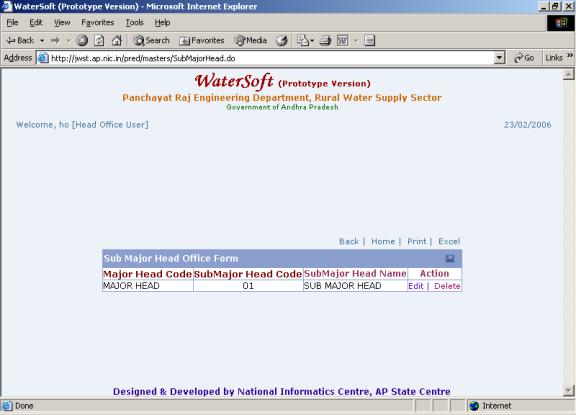 WaterSoft (Prototype Version) - Microsoft Internet Explorer
File Edit View Favorites Tools Help
Back Search Favorites Media
Address http://jwst.ap.nic.in/pred/masters/SubMajorHead.do Go Links »
WaterSoft (Prototype Version)
Panchayat Raj Engineering Department, Rural Water Supply Sector
Government of Andhra Pradesh
Welcome, ho [Head Office User] 23/02/2006
Back | Home | Print | Excel
Sub Major Head Office Form
Major Head Code SubMajor Head Code SubMajor Head Name Action
MAJOR HEAD 01 SUB MAJOR HEAD Edit | Delete
Designed & Developed by National Informatics Centre, AP State Centre
Done Internet